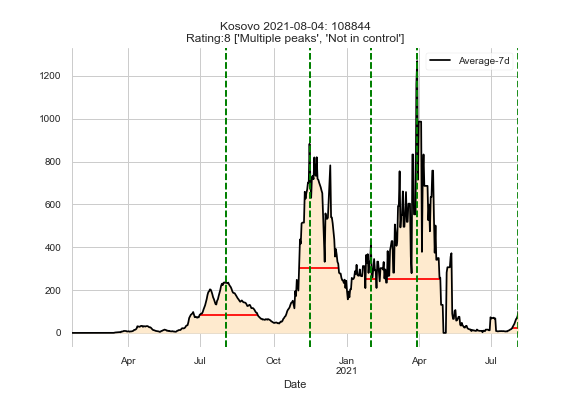 Kosovo 2021-08-04: 108844
Rating:8 ['Multiple peaks', 'Not in control']
Average-7d
1200
1000
800
600
400
200
0
Apr
Jul
Oct
Jan
2021
Apr
Jul
Date